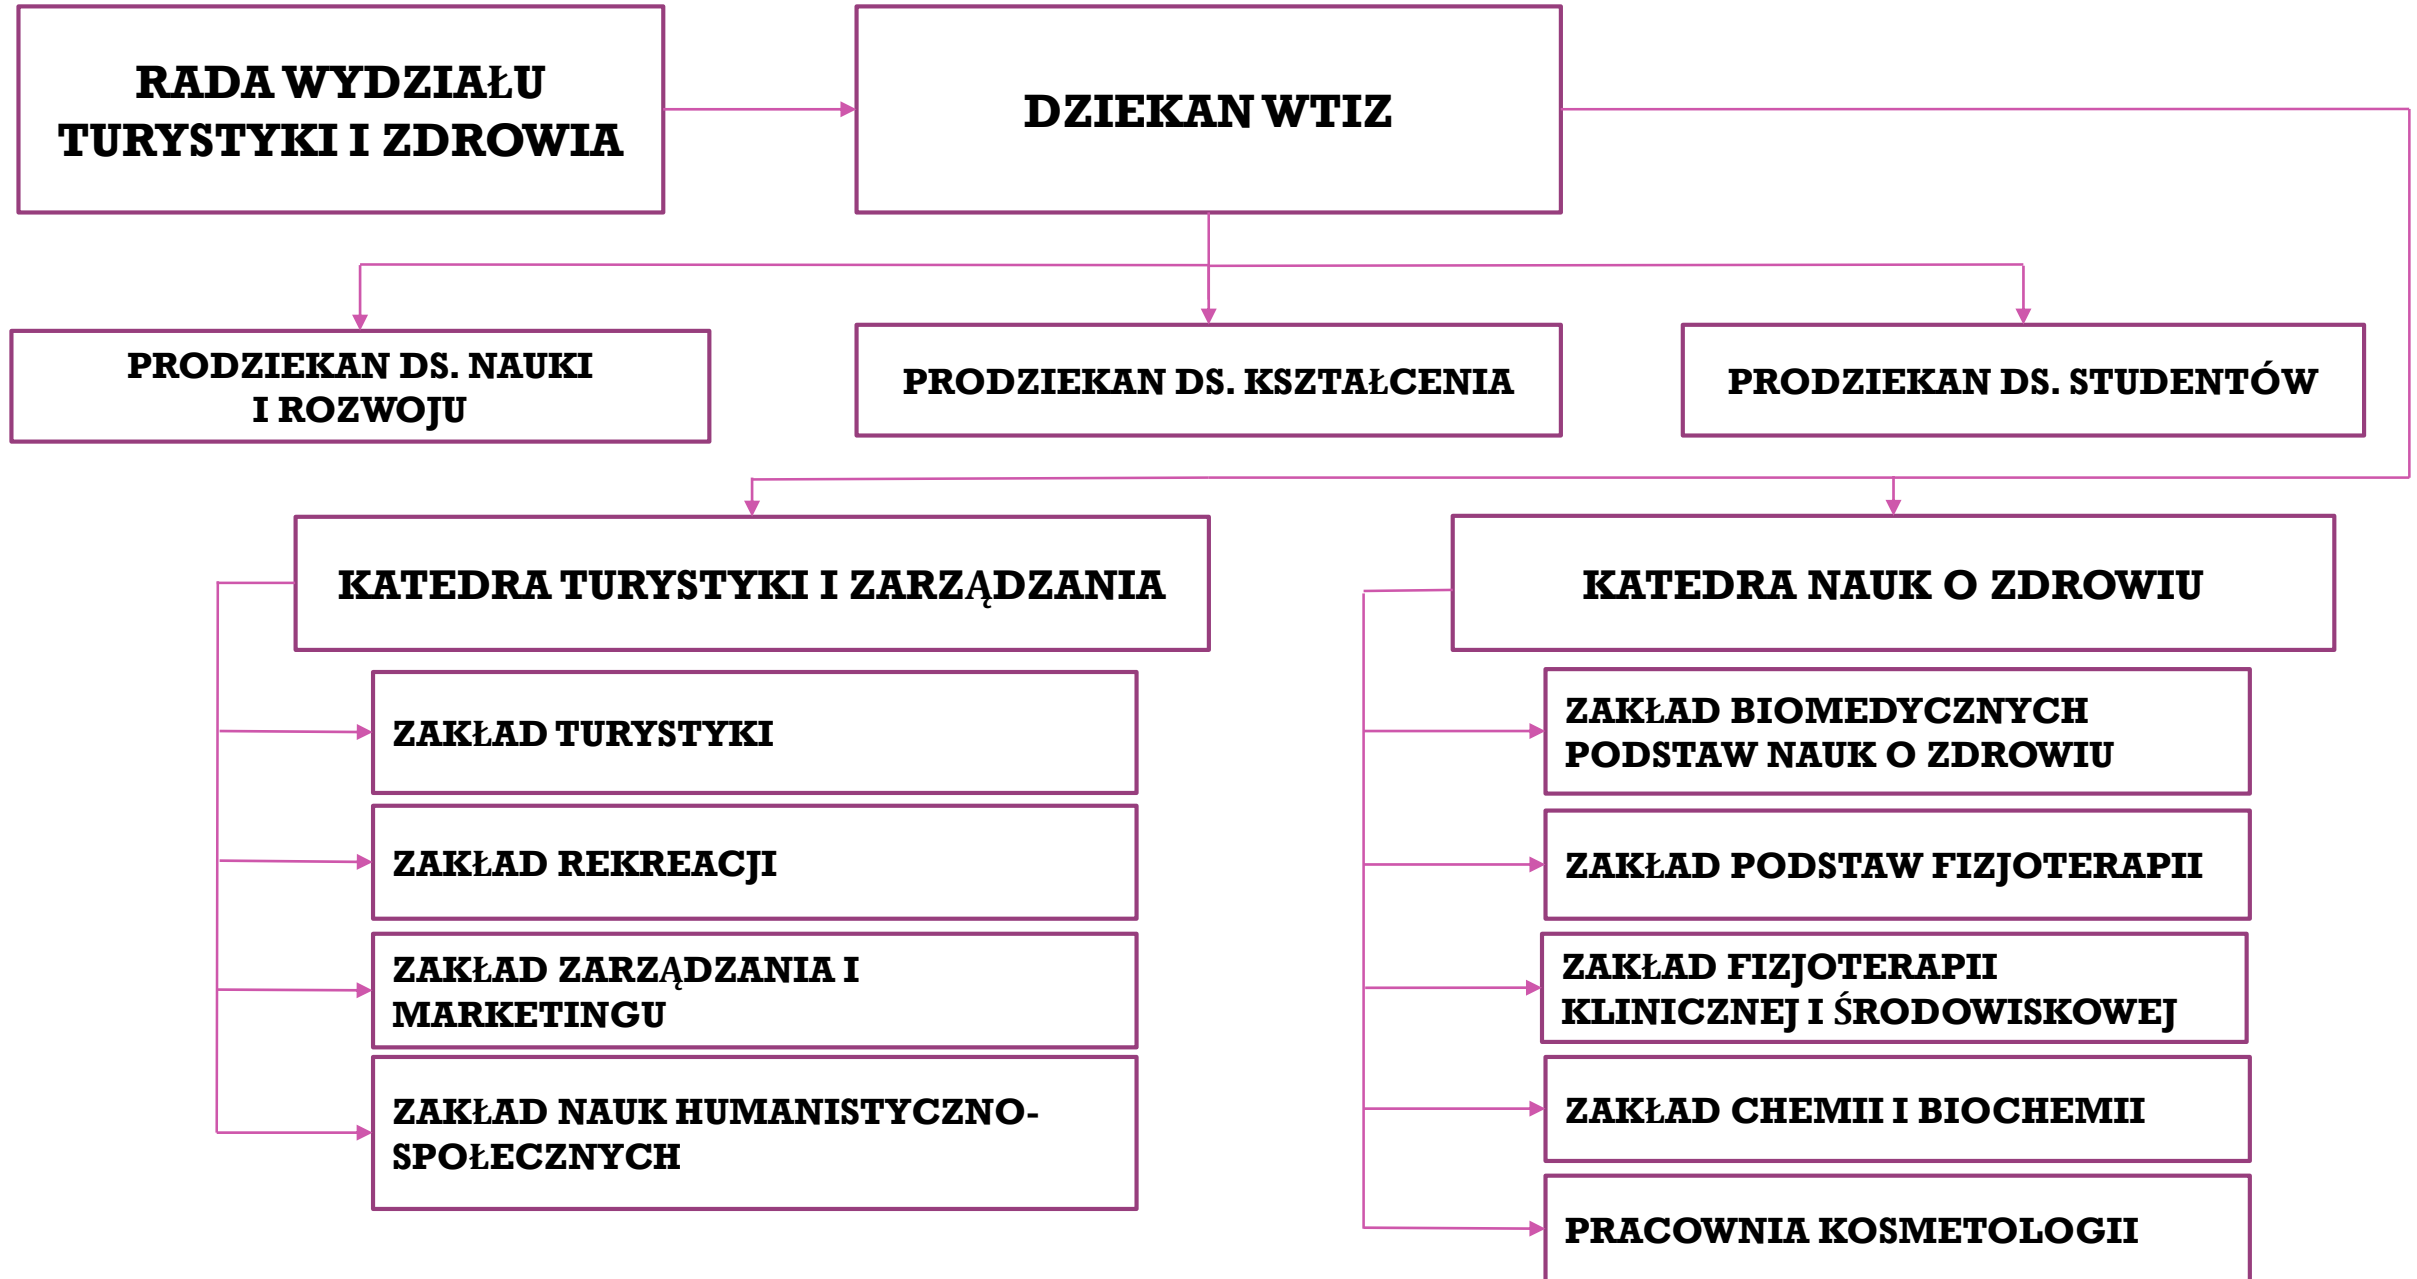 RADA WYDZIAŁU
TURYSTYKI I ZDROWIA
DZIEKAN WTIZ
PRODZIEKAN DS. NAUKI
I ROZWOJU
PRODZIEKAN DS. KSZTAŁCENIA
PRODZIEKAN DS. STUDENTÓW
KATEDRA TURYSTYKI I ZARZĄDZANIA
ZAKŁAD TURYSTYKI
ZAKŁAD REKREACJI
ZAKŁAD ZARZĄDZANIA I
MARKETINGU
ZAKŁAD NAUK HUMANISTYCZNO-
SPOŁECZNYCH
KATEDRA NAUK O ZDROWIU
ZAKŁAD BIOMEDYCZNYCH
PODSTAW NAUK O ZDROWIU
ZAKŁAD PODSTAW FIZJOTERAPII
ZAKŁAD FIZJOTERAPII
KLINICZNEJ I ŚRODOWISKOWEJ
ZAKŁAD CHEMII I BIOCHEMII
PRACOWNIA KOSMETOLOGII